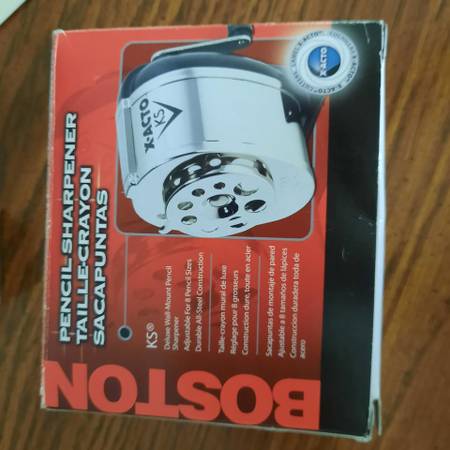 BOSTON
PENCIL SHARPENER
TAILLE-CRAYON
SACAPUNTAS
KS®
Deluxe Wall-Mount Pencil
Sharpener
Adjustable For 8 Pencil Sizes
Durable All-Steel Construction
Taille-crayon mural de luxe
Réglage pour 8 grosseurs
Construction dure, toute en acier
Sacapuntas de montaje de pared
Ajustable a 8 tamaños de lápices
Construccion duradera toda de
acero
X-ACTO
KS
X-ACTO